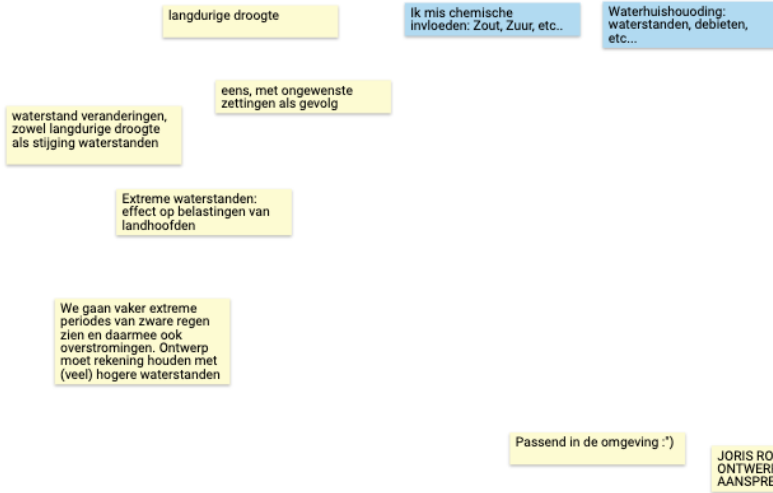 langdurige droogte
Ik mis chemische
invloeden: Zout, Zuur, etc..
Waterhuishouoding:
waterstanden, debieten,
etc...
eens, met ongewenste
zettingen als gevolg
waterstand veranderingen,
zowel langdurige droogte
als stijging waterstanden
Extreme waterstanden:
effect op belastingen van
landhoofden
We gaan vaker extreme
periodes van zware regen
zien en daarmee ook
overstromingen. Ontwerp
moet rekening houden met
(veel) hogere waterstanden
Passend in de omgeving :")
JORIS